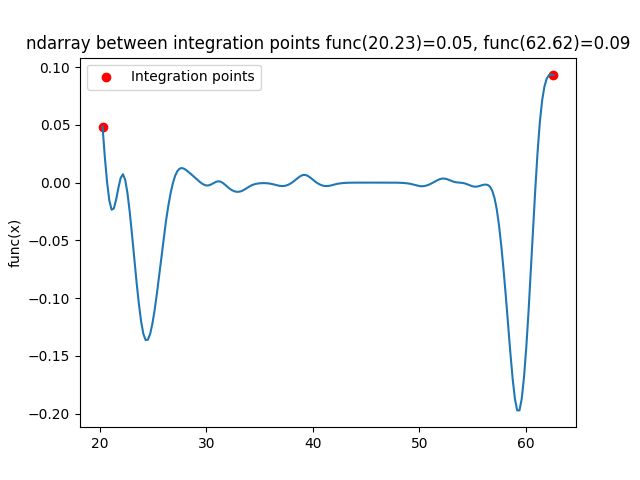 ndarray between integration points func(20.23)=0.05, func(62.62)=0.09
Integration points
func(x)
0.10
0.05
0.00
−0.05
−0.10
−0.15
−0.20
20 30 40 50 60